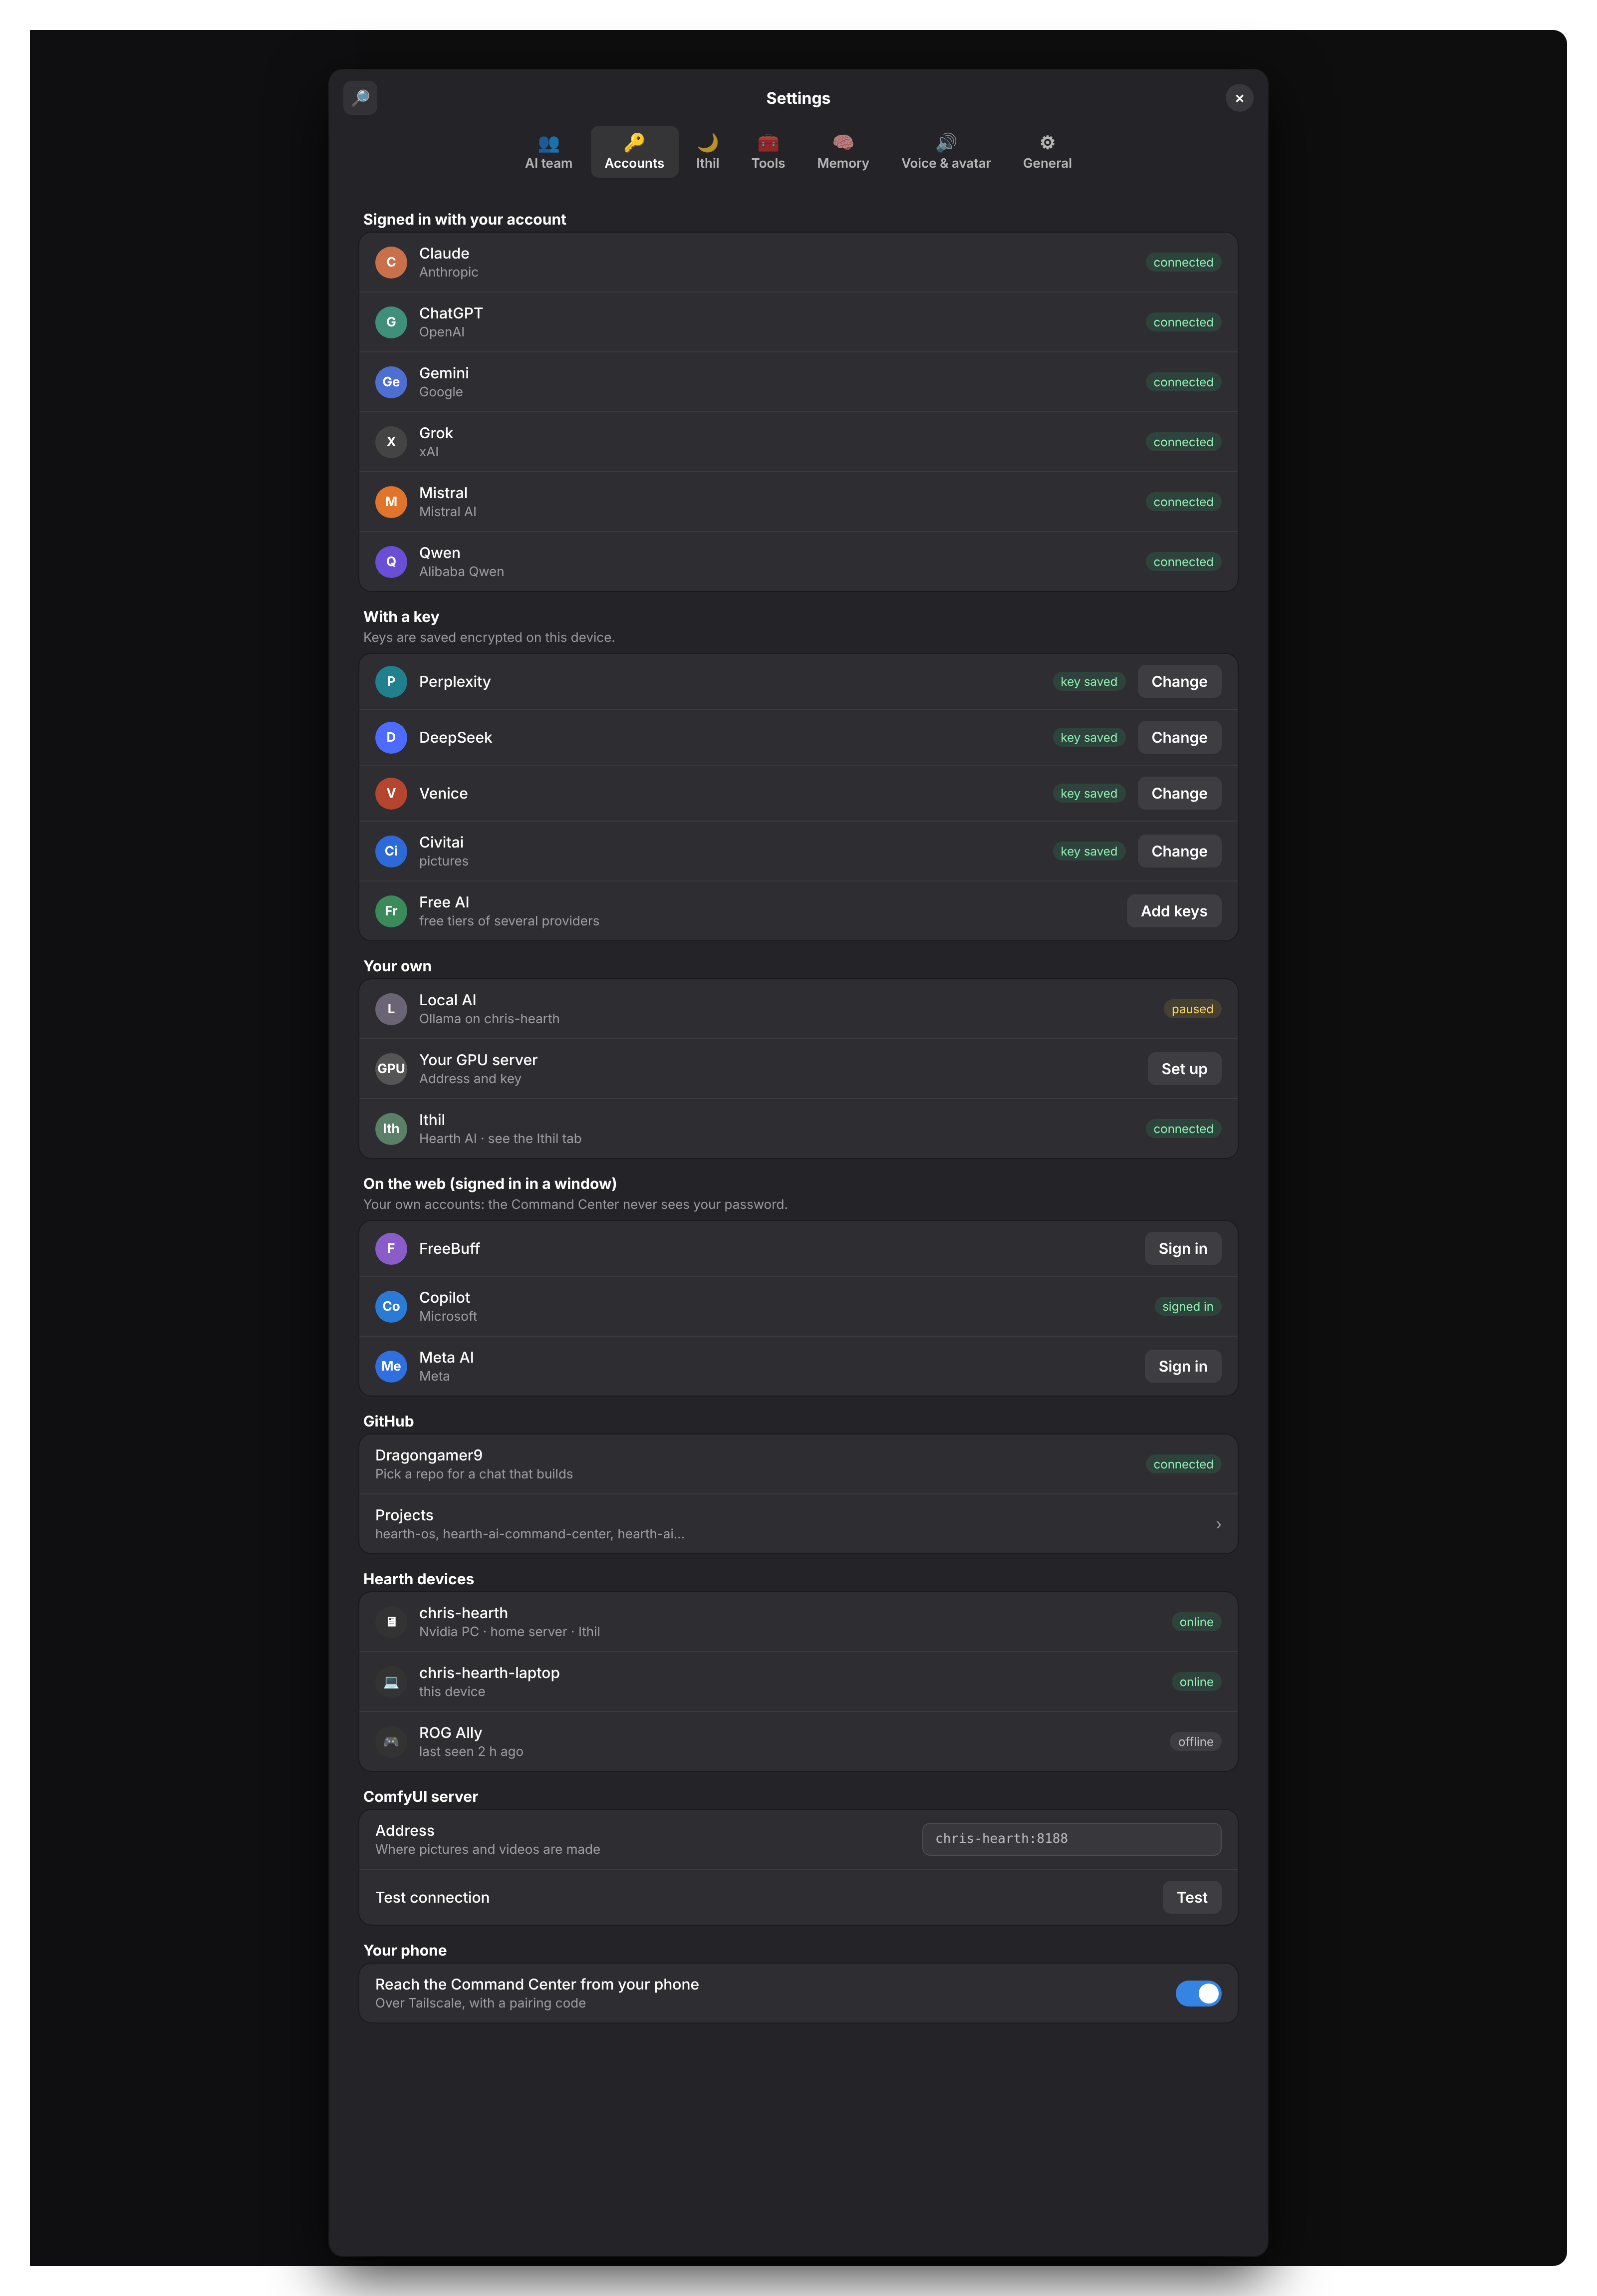 Settings
AI team
Accounts
Ithil
Tools
Memory
Voice & avatar
General
Signed in with your account
C
Claude
Anthropic
connected
G
ChatGPT
OpenAI
connected
Ge
Gemini
Google
connected
X
Grok
xAI
connected
M
Mistral
Mistral AI
connected
Q
Qwen
Alibaba Qwen
connected
With a key
Keys are saved encrypted on this device.
P
Perplexity
key saved
Change
D
DeepSeek
key saved
Change
V
Venice
key saved
Change
Ci
Civitai
pictures
key saved
Change
Fr
Free AI
free tiers of several providers
Add keys
Your own
L
Local AI
Ollama on chris-hearth
paused
GPU
Your GPU server
Address and key
Set up
Ith
Ithil
Hearth AI · see the Ithil tab
connected
On the web (signed in in a window)
Your own accounts: the Command Center never sees your password.
F
FreeBuff
Sign in
Co
Copilot
Microsoft
signed in
Me
Meta AI
Meta
Sign in
GitHub
Dragongamer9
Pick a repo for a chat that builds
connected
Projects
hearth-os, hearth-ai-command-center, hearth-ai…
Hearth devices
chris-hearth
Nvidia PC · home server · Ithil
online
chris-hearth-laptop
this device
online
ROG Ally
last seen 2 h ago
offline
ComfyUI server
Address
Where pictures and videos are made
chris-hearth:8188
Test connection
Test
Your phone
Reach the Command Center from your phone
Over Tailscale, with a pairing code